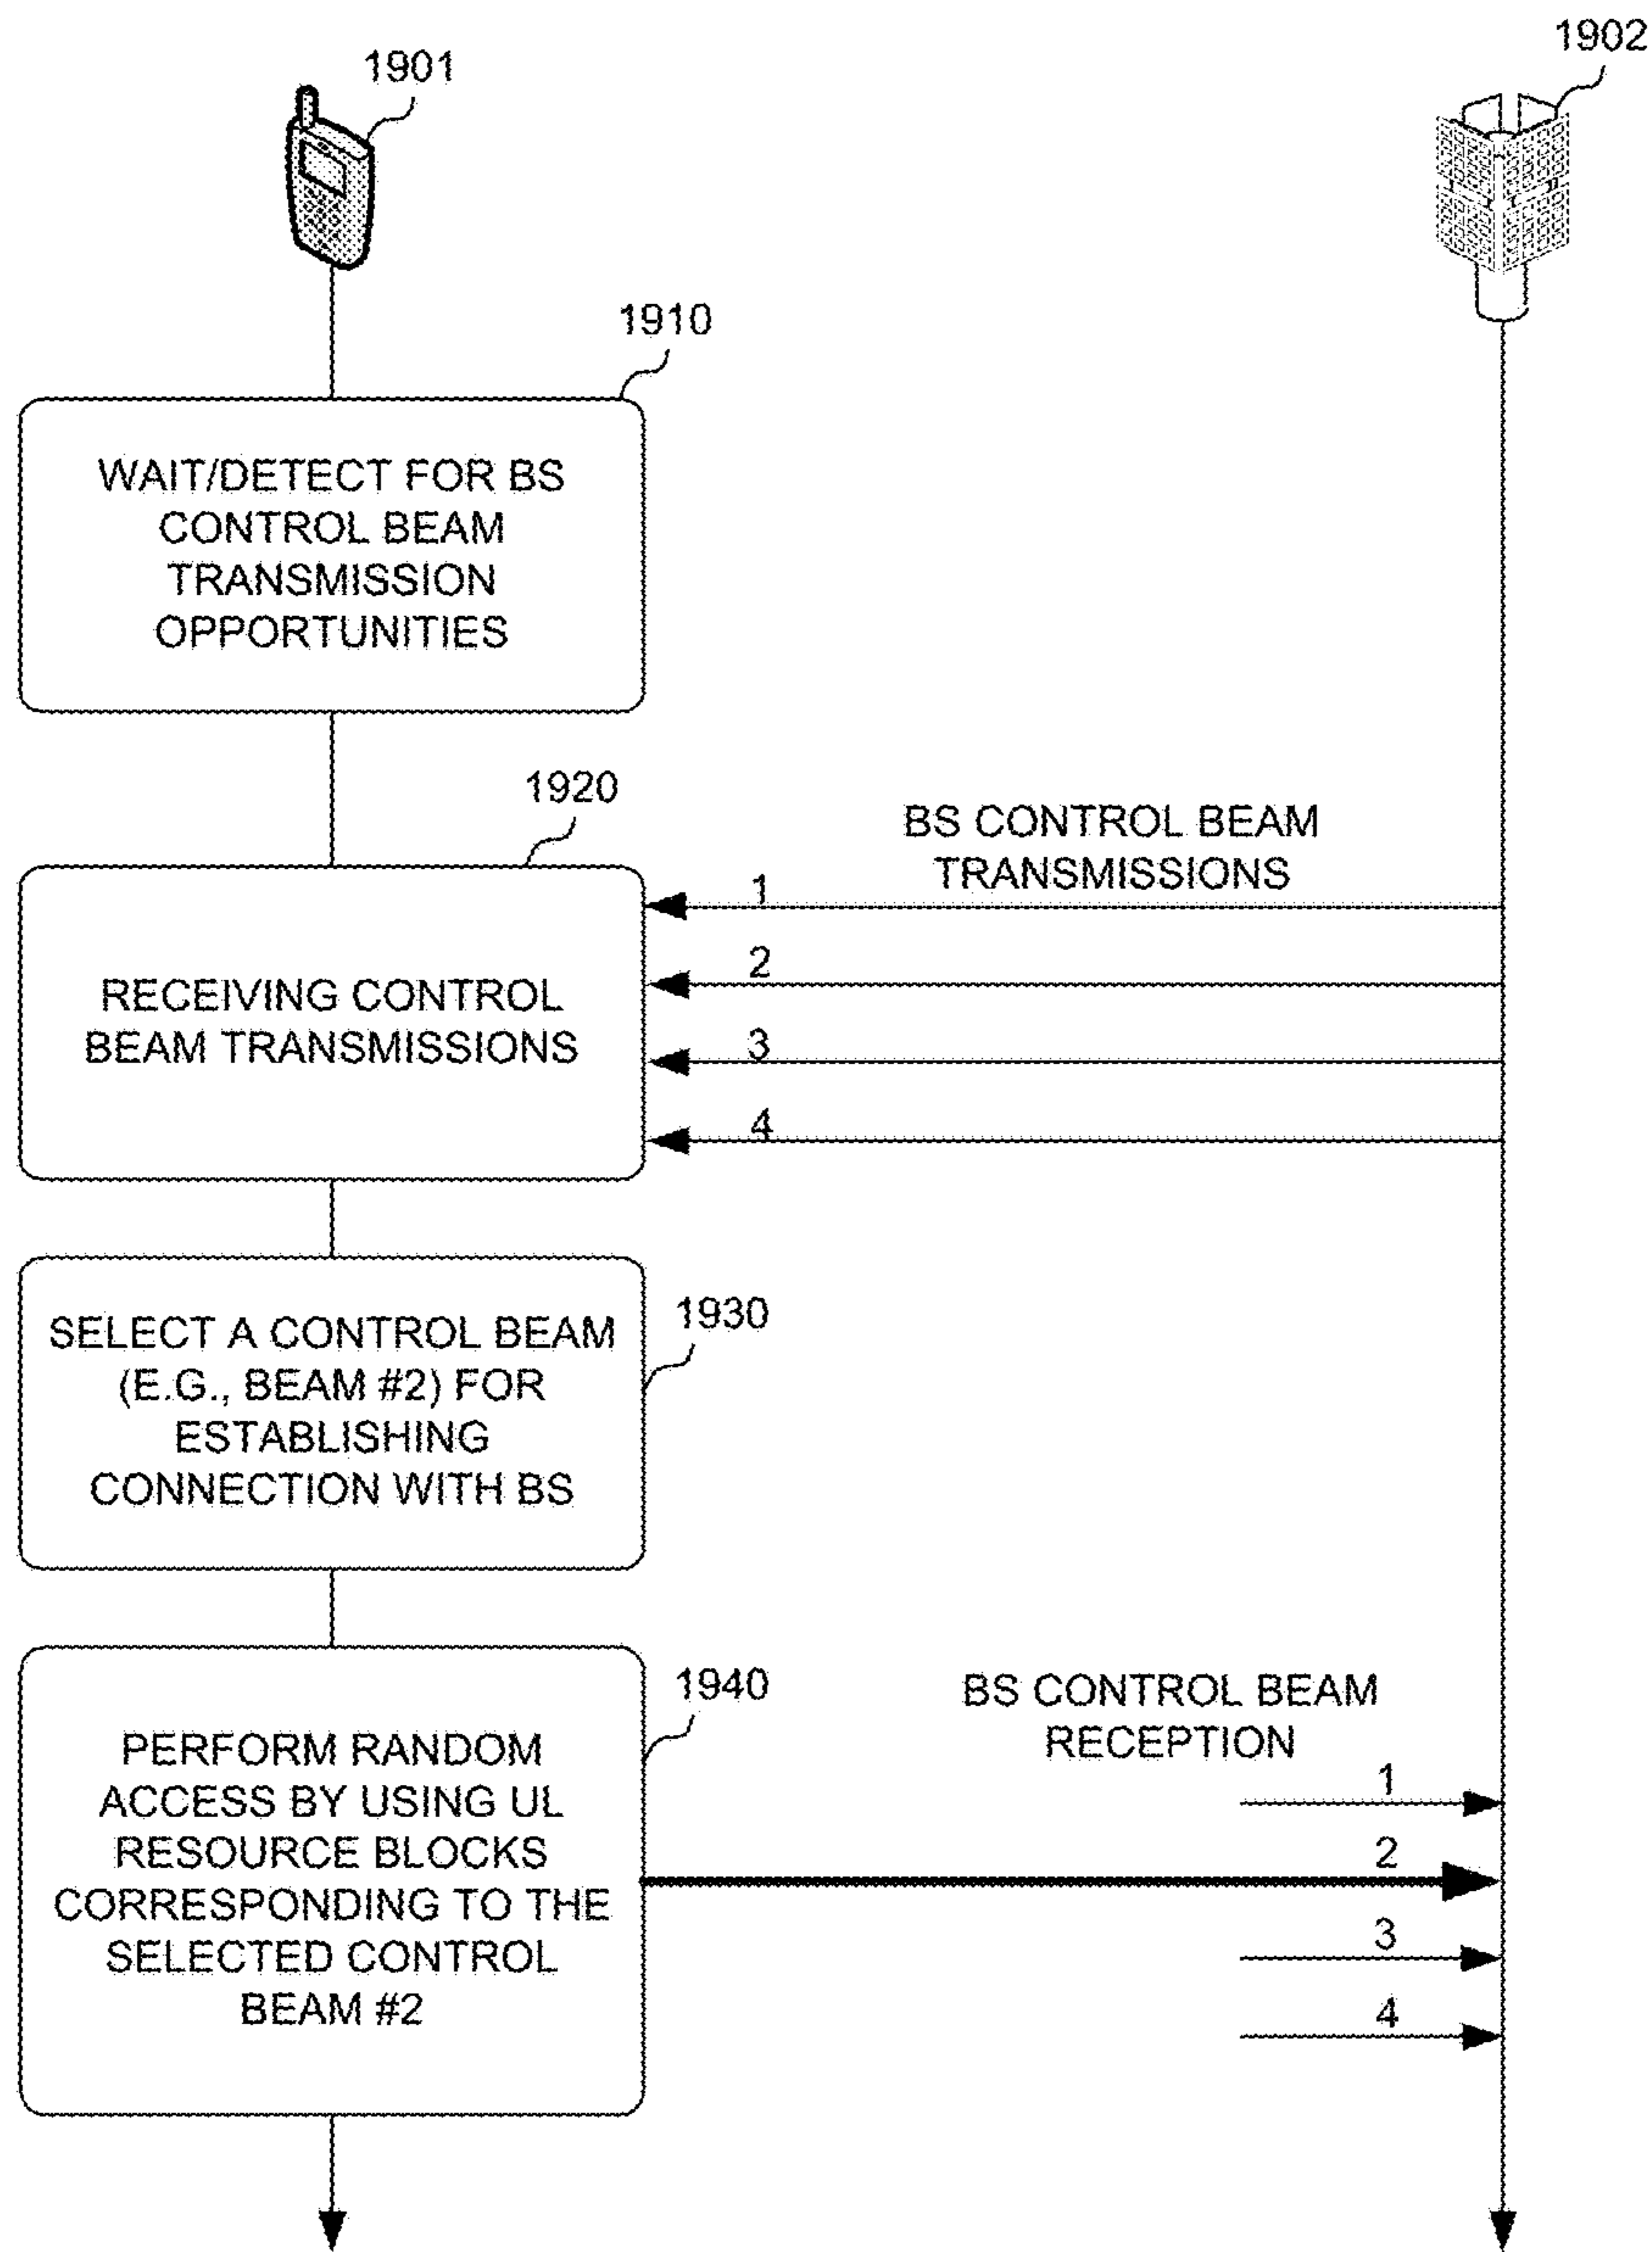 1901
1902
1910
WAIT/DETECT FOR BS
CONTROL BEAM
TRANSMISSION
OPPORTUNITIES
1920
BS CONTROL BEAM
TRANSMISSIONS
1
2
3
4
RECEIVING CONTROL
BEAM TRANSMISSIONS
1930
SELECT A CONTROL BEAM
(E.G., BEAM #2) FOR
ESTABLISHING
CONNECTION WITH BS
1940
PERFORM RANDOM
ACCESS BY USING UL
RESOURCE BLOCKS
CORRESPONDING TO THE
SELECTED CONTROL
BEAM #2
BS CONTROL BEAM
RECEPTION
1
2
3
4